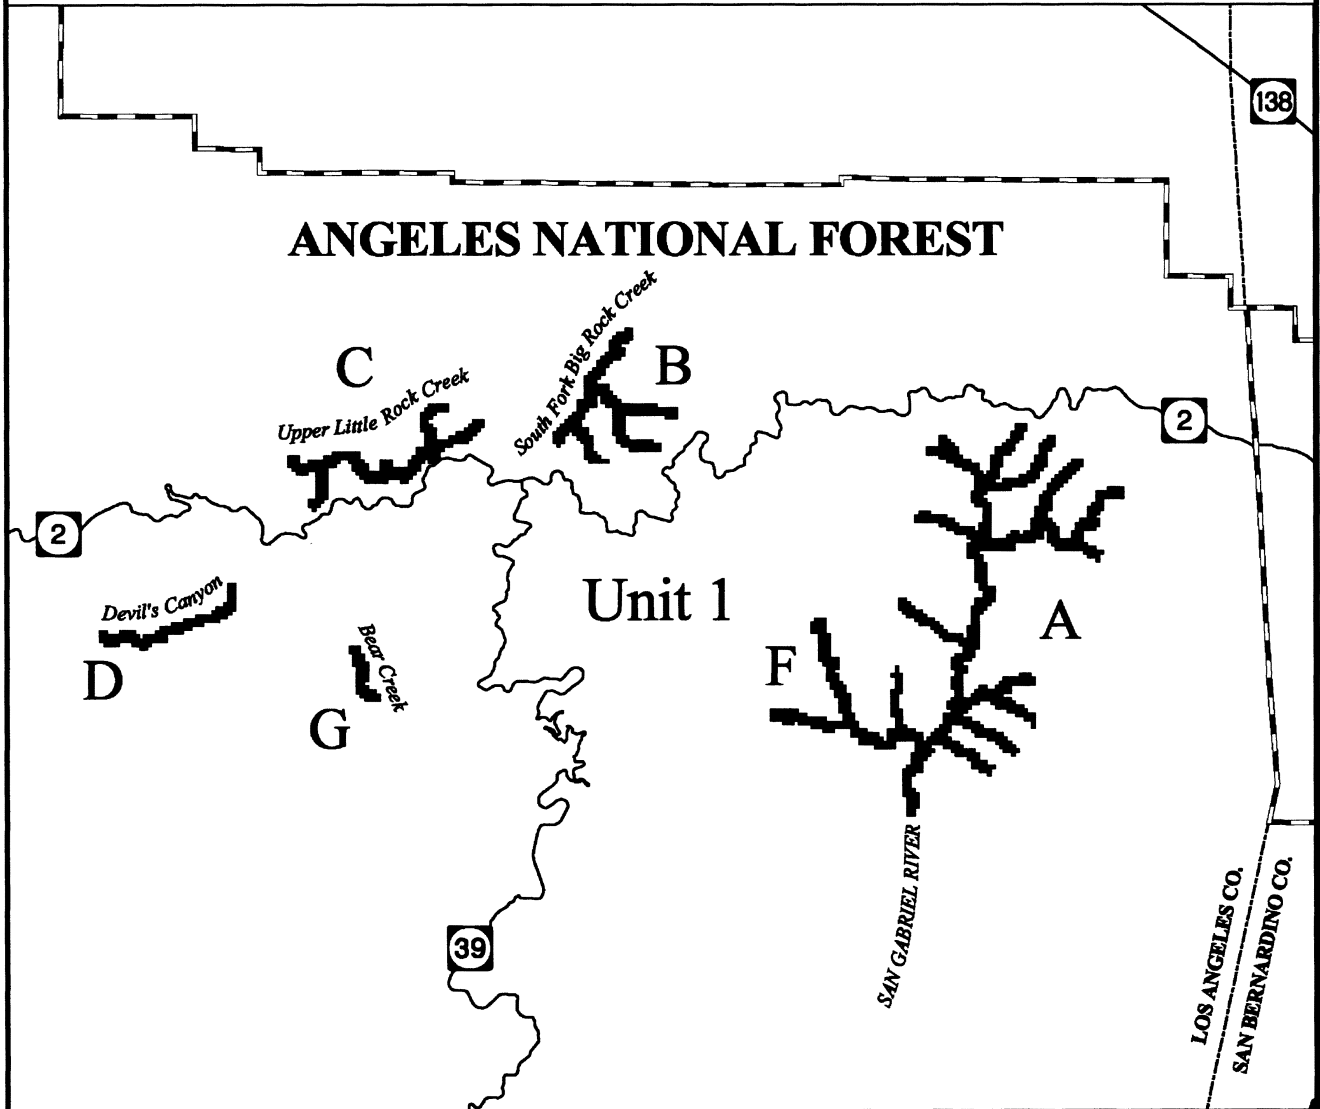 138
ANGELES NATIONAL FOREST
South Fork Big Rock Creek
C
B
Upper Little Rock Creek
2
2
Devil's Canyon
Unit 1
A
D
Bear Creek
F
G
SAN GABRIEL RIVER
39
LOS ANGELES CO.
SAN BERNARDINO CO.